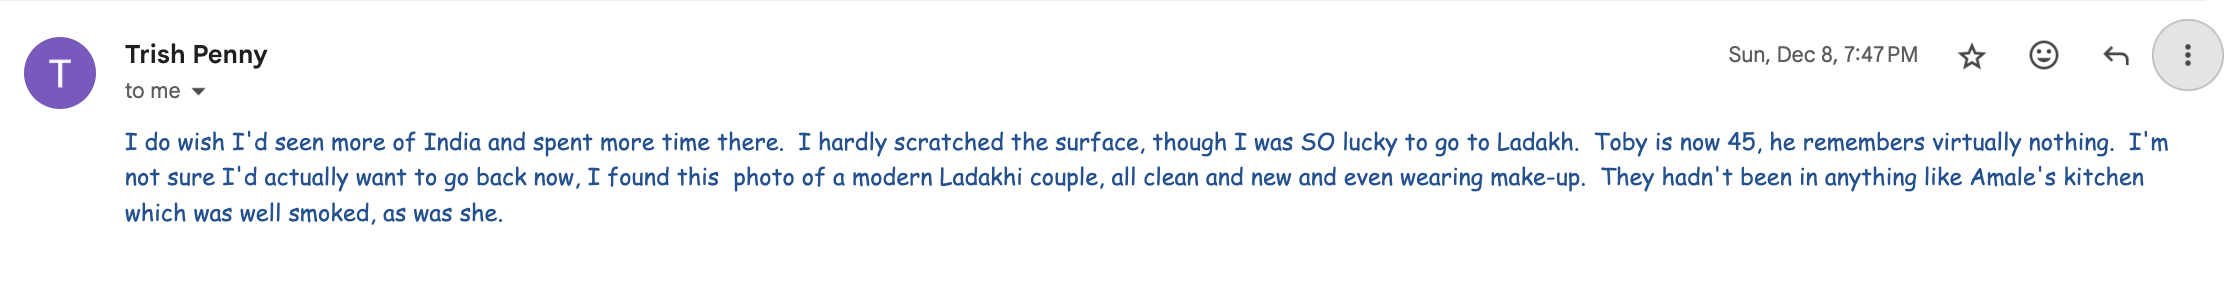 T
Trish Penny
Sun, Dec 8, 7:47 PM
to me
I do wish I'd seen more of India and spent more time there.  I hardly scratched the surface, though I was SO lucky to go to Ladakh.  Toby is now 45, he remembers virtually nothing.  I'm
not sure I'd actually want to go back now, I found this  photo of a modern Ladakhi couple, all clean and new and even wearing make-up.  They hadn't been in anything like Amale's kitchen
which was well smoked, as was she.